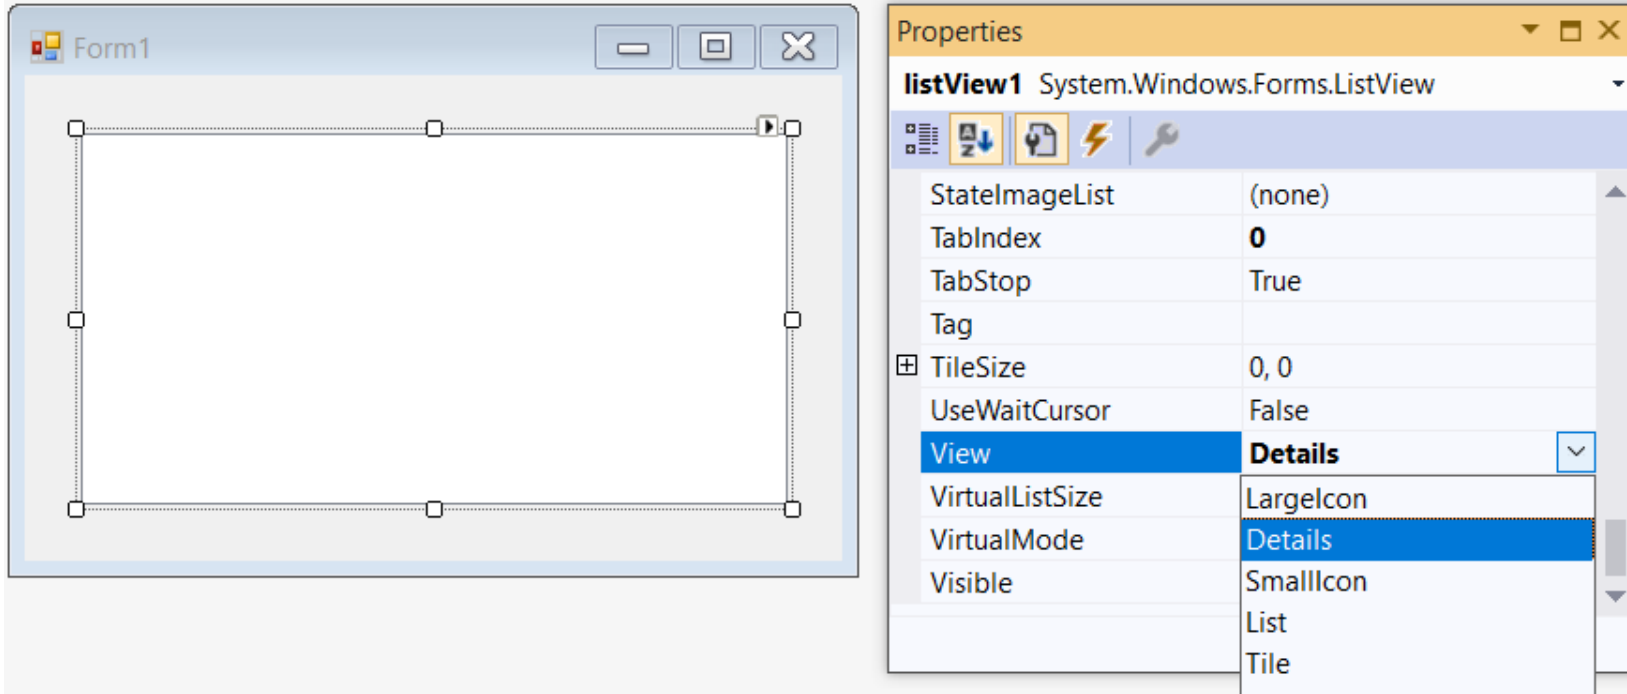 Form1
Properties
listView1 System.Windows.Forms.ListView
StateImageList (none)
TabIndex 0
TabStop True
Tag
TileSize 0, 0
UseWaitCursor False
View Details
VirtualListSize
LargeIcon
VirtualMode
Details
Visible
SmallIcon
List
Tile